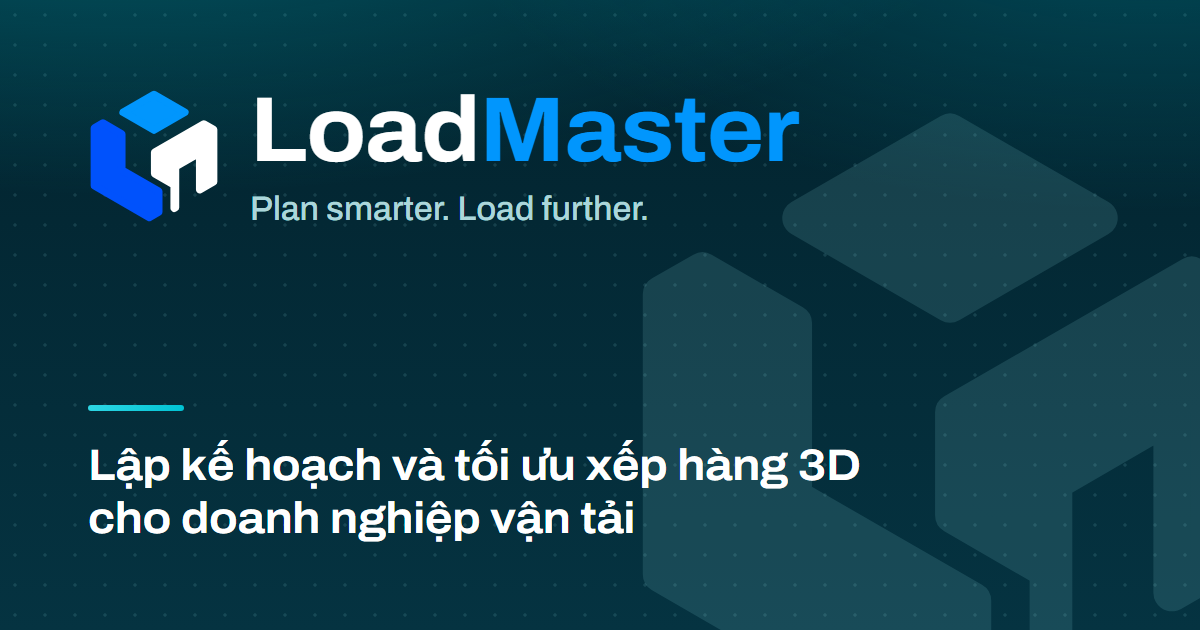 LoadMaster
Plan smarter. Load further.
Lập kế hoạch và tối ưu xếp hàng 3D
cho doanh nghiệp vận tải